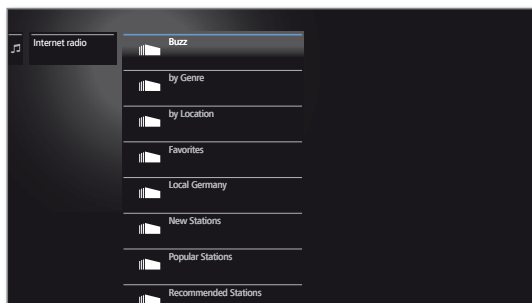 Internet radio
Buzz
by Genre
by Location
Favorites
Local Germany
New Stations
Popular Stations
Recommended Stations